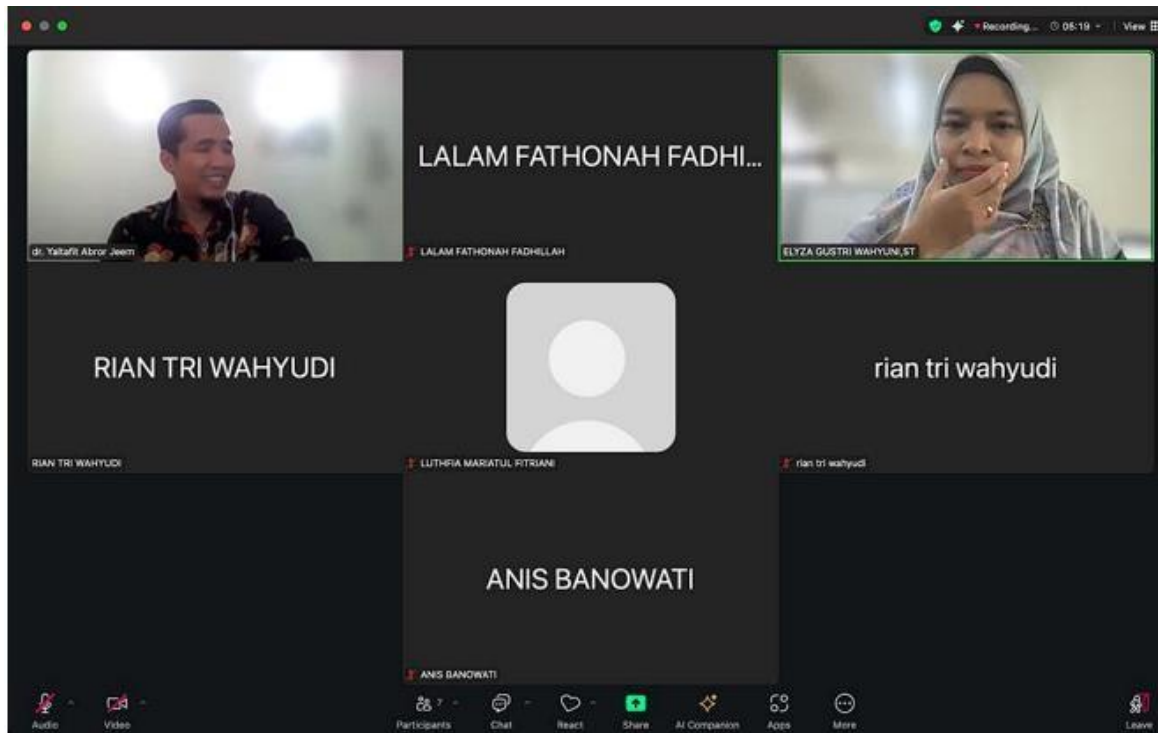 Recording... 05:19 View
LALAM FATHONAH FADHI...
dr. Yaltafit Abror Jeem
LALAM FATHONAH FADHILLAH
ELYZA GUSTRI WAHYUNI,ST
RIAN TRI WAHYUDI
rian tri wahyudi
RIAN TRI WAHYUDI
LUTHFIA MARIATUL FITRIANI
rian tri wahyudi
ANIS BANOWATI
ANIS BANOWATI
7
Audio Video Participants Chat React Share AI Companion Apps More Leave